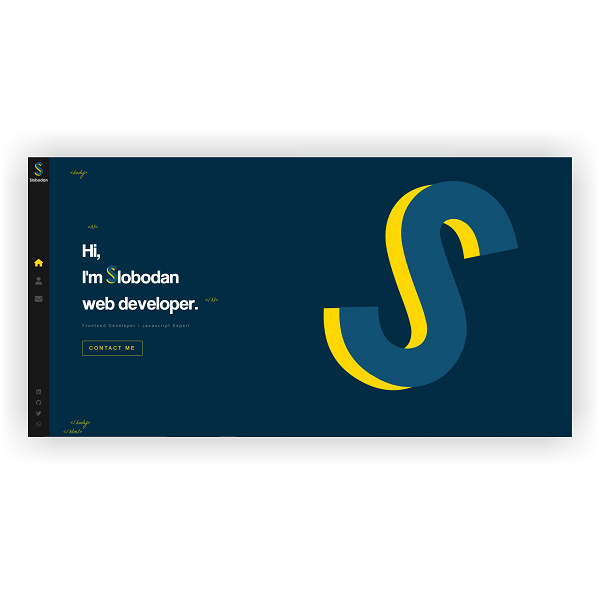 Slobodan
<body>
<h1>
Hi,
I'm Slobodan
web developer.
</h1>
Frontend Developer / Javascript Expert
CONTACT ME
</body>
</html>